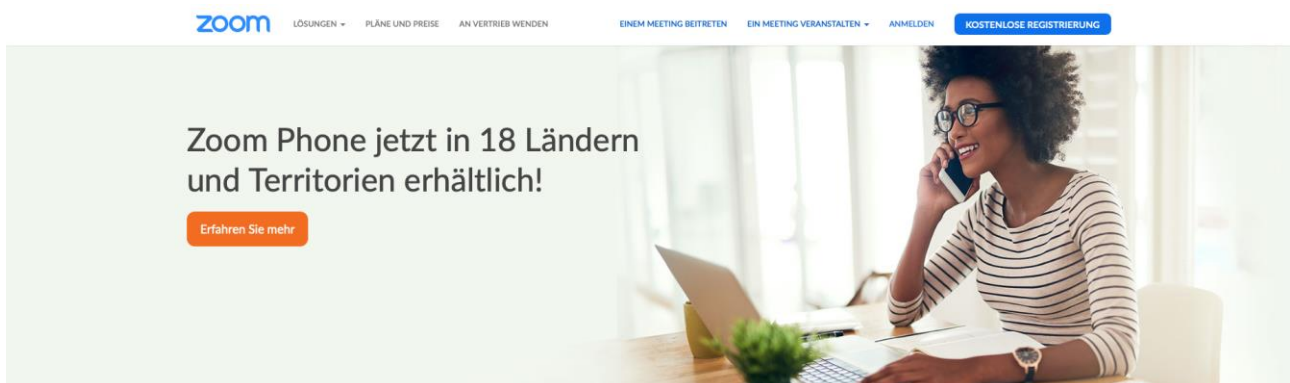 zoom
LÖSUNGEN PLÄNE UND PREISE AN VERTRIEB WENDEN EINEM MEETING BEITRETEN EIN MEETING VERANSTALTEN ANMELDEN KOSTENLOSE REGISTRIERUNG
Zoom Phone jetzt in 18 Ländern
und Territorien erhältlich!
Erfahren Sie mehr